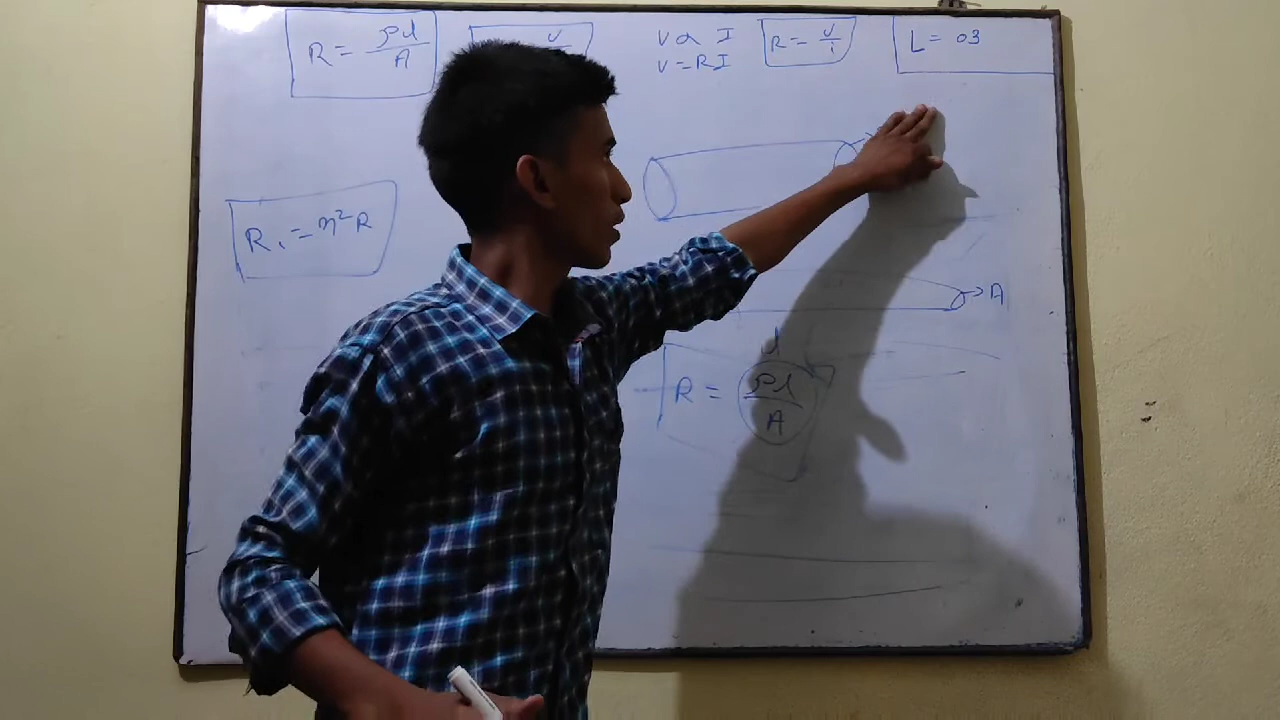 R = ρl/A
V ∝ I
V = RI
R = V/i
L = 03
R₁ = n²R
→ A
l
R = ρl/A